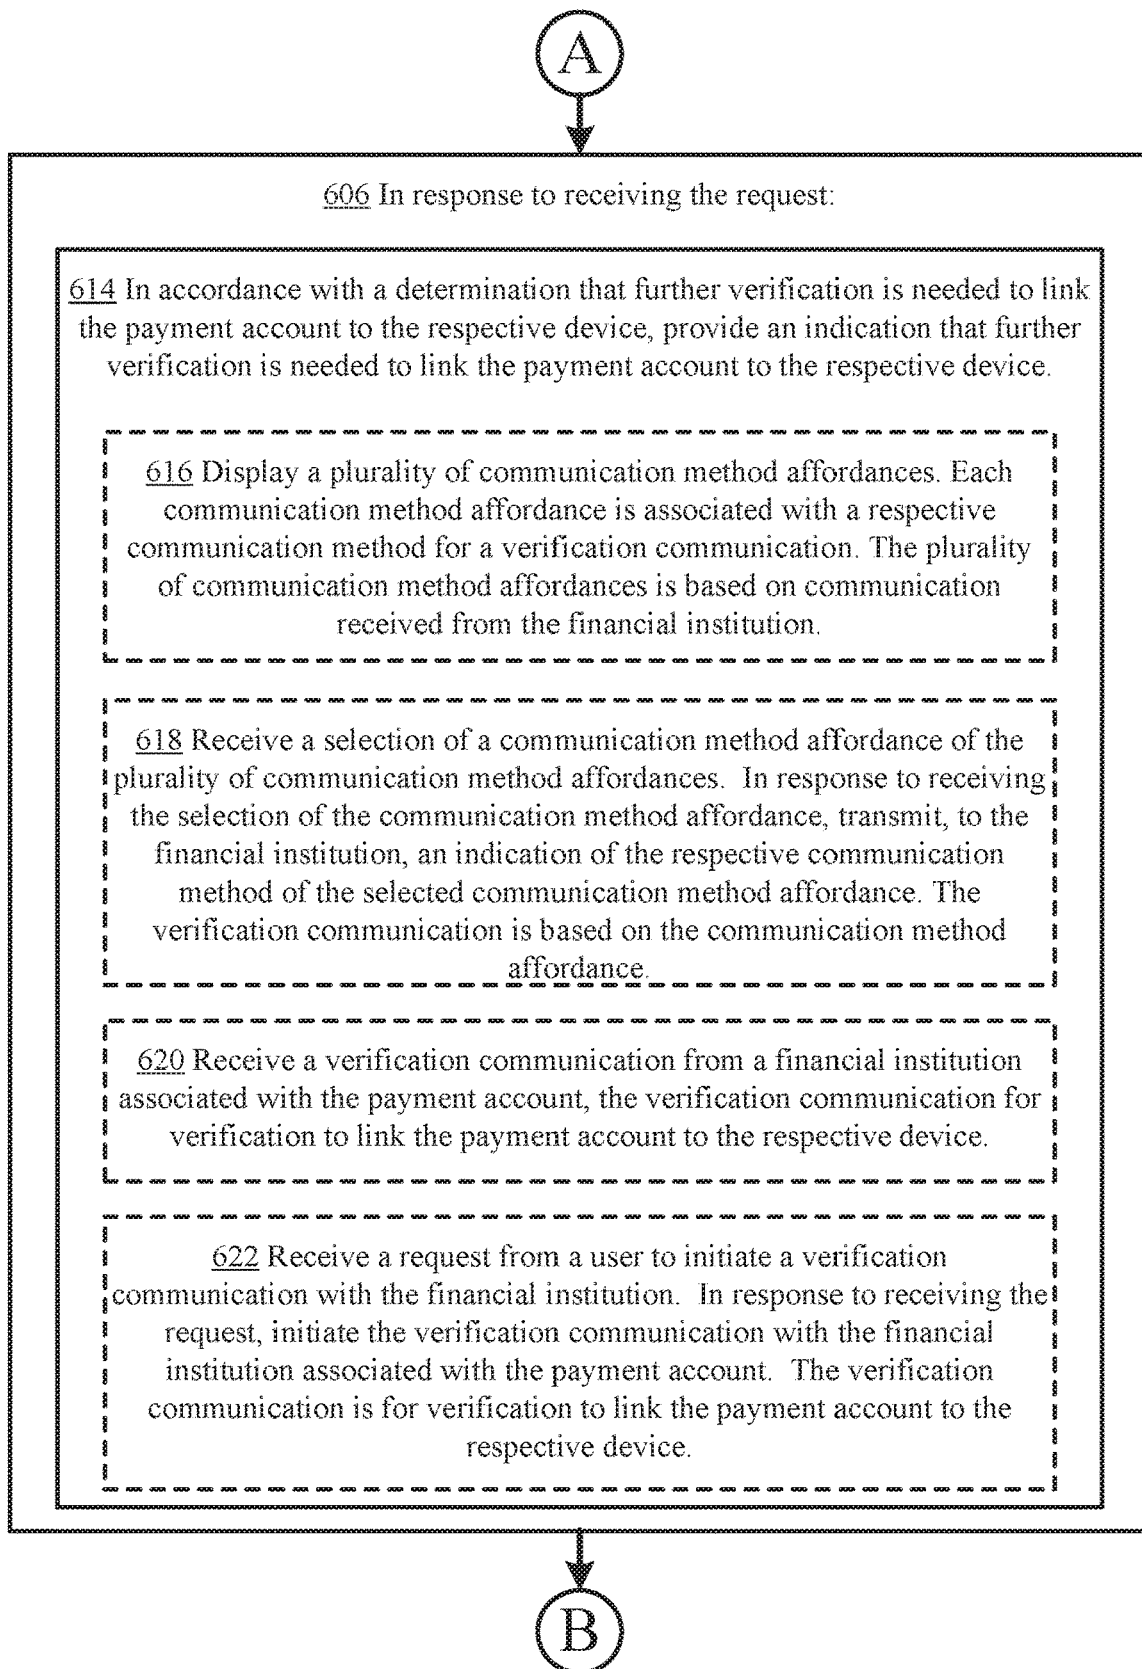 A
606 In response to receiving the request:
614 In accordance with a determination that further verification is needed to link
the payment account to the respective device, provide an indication that further
verification is needed to link the payment account to the respective device.
616 Display a plurality of communication method affordances. Each
communication method affordance is associated with a respective
communication method for a verification communication. The plurality
of communication method affordances is based on communication
received from the financial institution.
618 Receive a selection of a communication method affordance of the
plurality of communication method affordances.  In response to receiving
the selection of the communication method affordance, transmit, to the
financial institution, an indication of the respective communication
method of the selected communication method affordance. The
verification communication is based on the communication method
affordance.
620 Receive a verification communication from a financial institution
associated with the payment account, the verification communication for
verification to link the payment account to the respective device.
622 Receive a request from a user to initiate a verification
communication with the financial institution.  In response to receiving the
request, initiate the verification communication with the financial
institution associated with the payment account.  The verification
communication is for verification to link the payment account to the
respective device.
B